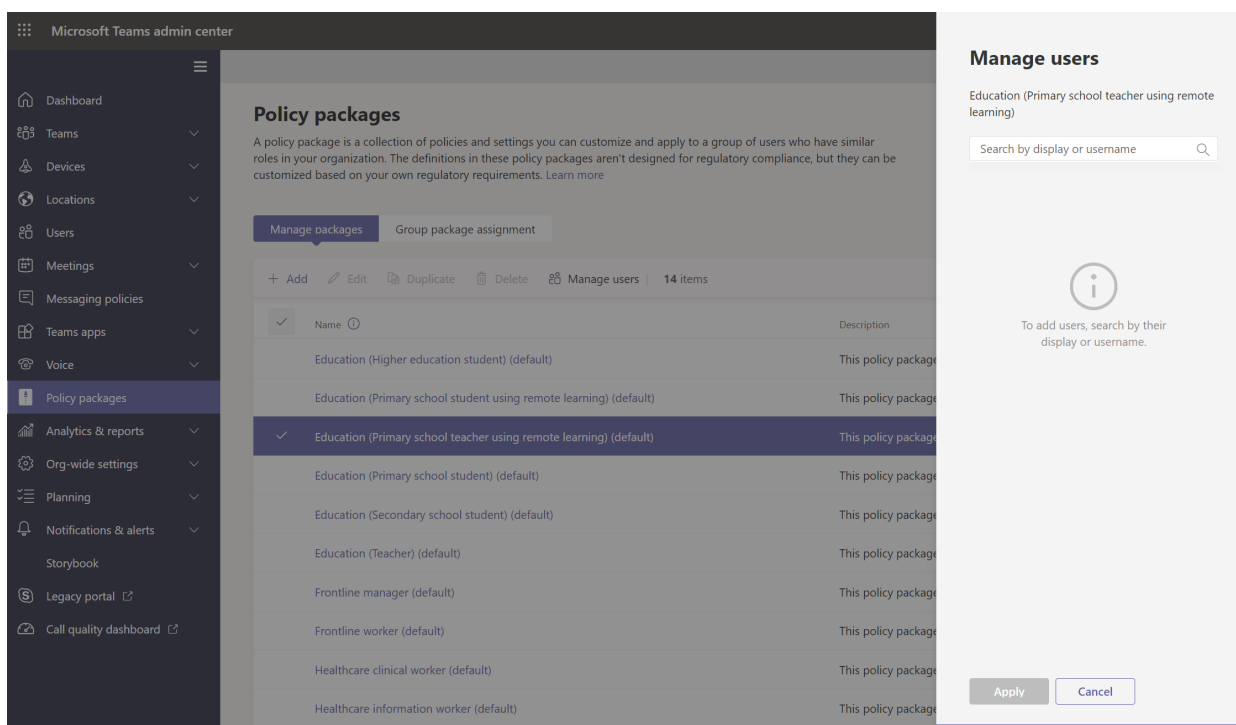 Microsoft Teams admin center
Dashboard
Teams
Devices
Locations
Users
Meetings
Messaging policies
Teams apps
Voice
Policy packages
Analytics & reports
Org-wide settings
Planning
Notifications & alerts
Storybook
Legacy portal
Call quality dashboard
Policy packages
A policy package is a collection of policies and settings you can customize and apply to a group of users who have similar
roles in your organization. The definitions in these policy packages aren't designed for regulatory compliance, but they can be
customized based on your own regulatory requirements. Learn more
Manage packages Group package assignment
+ Add Edit Duplicate Delete Manage users | 14 items
Name Description
Education (Higher education student) (default) This policy package
Education (Primary school student using remote learning) (default) This policy package
Education (Primary school teacher using remote learning) (default) This policy package
Education (Primary school student) (default) This policy package
Education (Secondary school student) (default) This policy package
Education (Teacher) (default) This policy package
Frontline manager (default) This policy package
Frontline worker (default) This policy package
Healthcare clinical worker (default) This policy package
Healthcare information worker (default) This policy package
Manage users
Education (Primary school teacher using remote
learning)
Search by display or username
To add users, search by their
display or username.
Apply Cancel